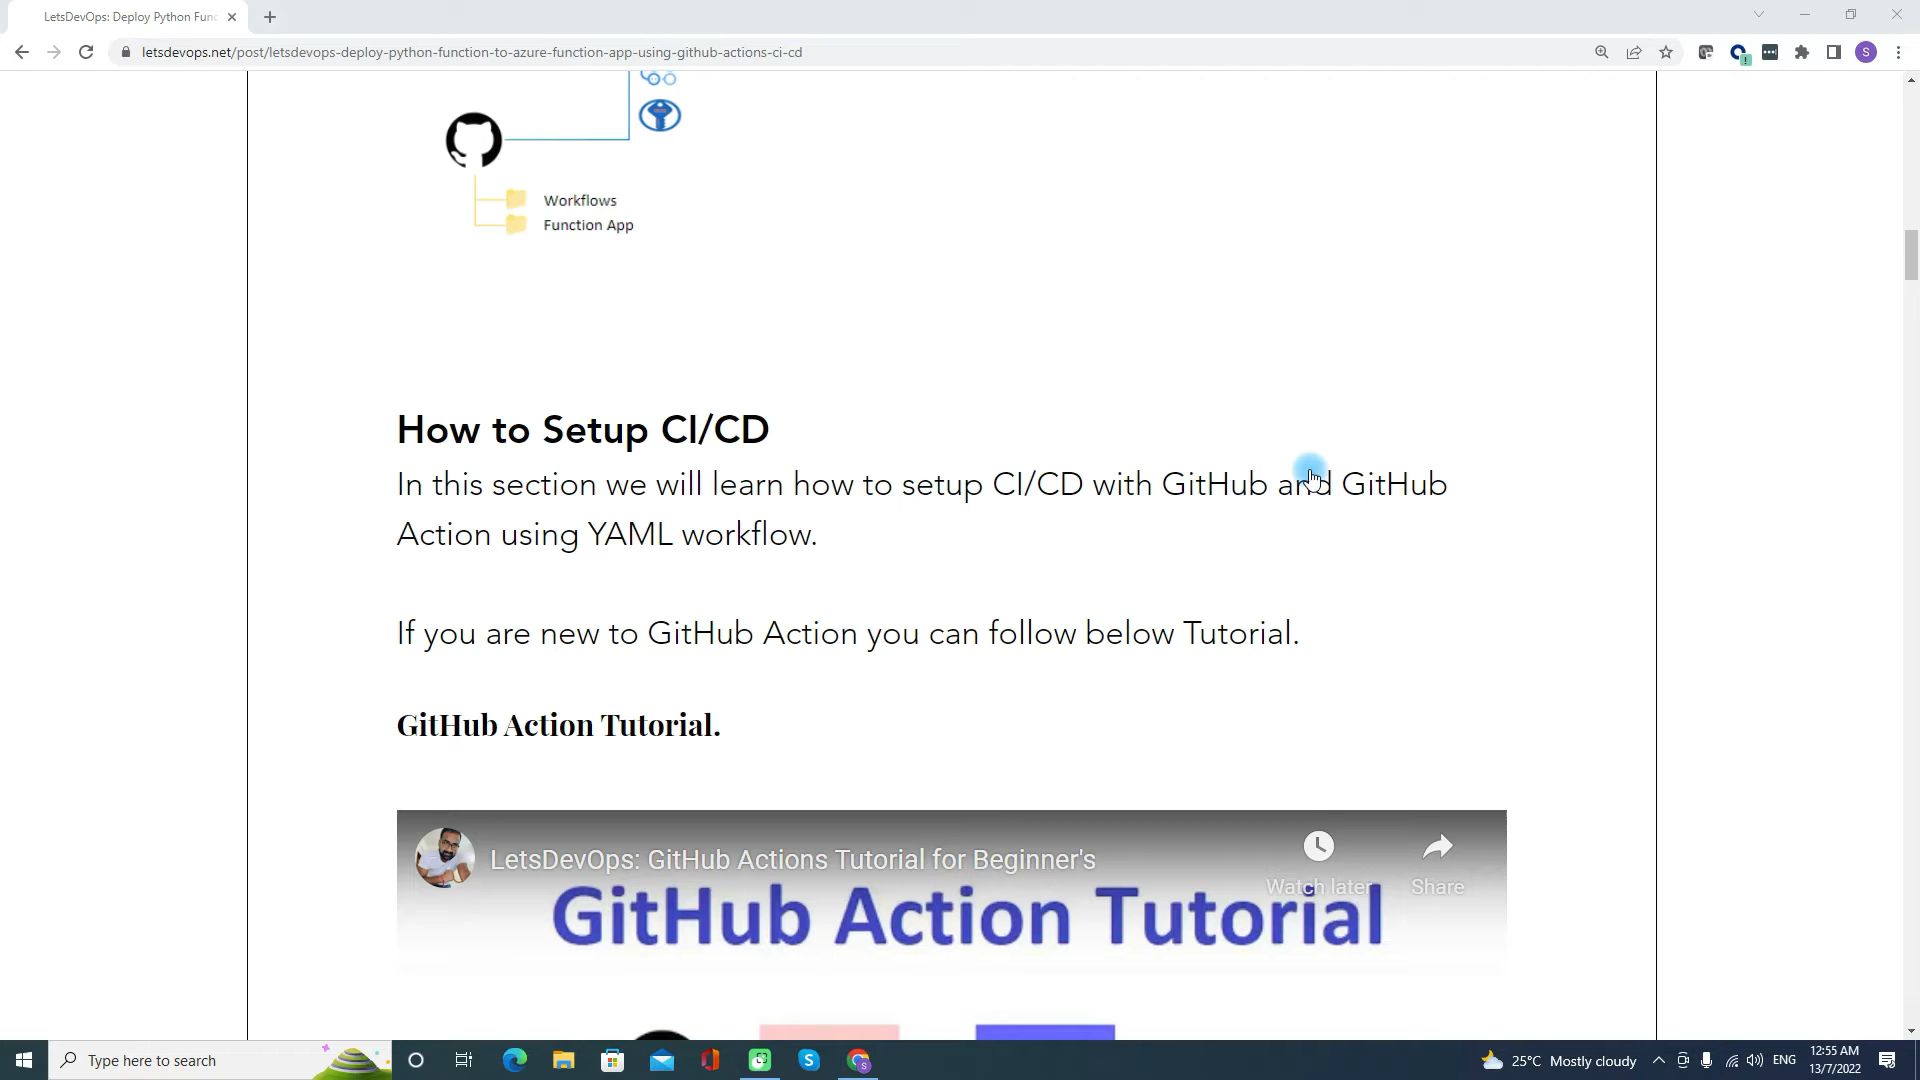 LetsDevOps: Deploy Python Func
letsdevops.net/post/letsdevops-deploy-python-function-to-azure-function-app-using-github-actions-ci-cd
S
Workflows
Function App
How to Setup CI/CD
In this section we will learn how to setup CI/CD with GitHub and GitHub
Action using YAML workflow.
If you are new to GitHub Action you can follow below Tutorial.
GitHub Action Tutorial.
LetsDevOps: GitHub Actions Tutorial for Beginner's
Watch later
Share
GitHub Action Tutorial
Type here to search
25°C Mostly cloudy
ENG
12:55 AM
13/7/2022